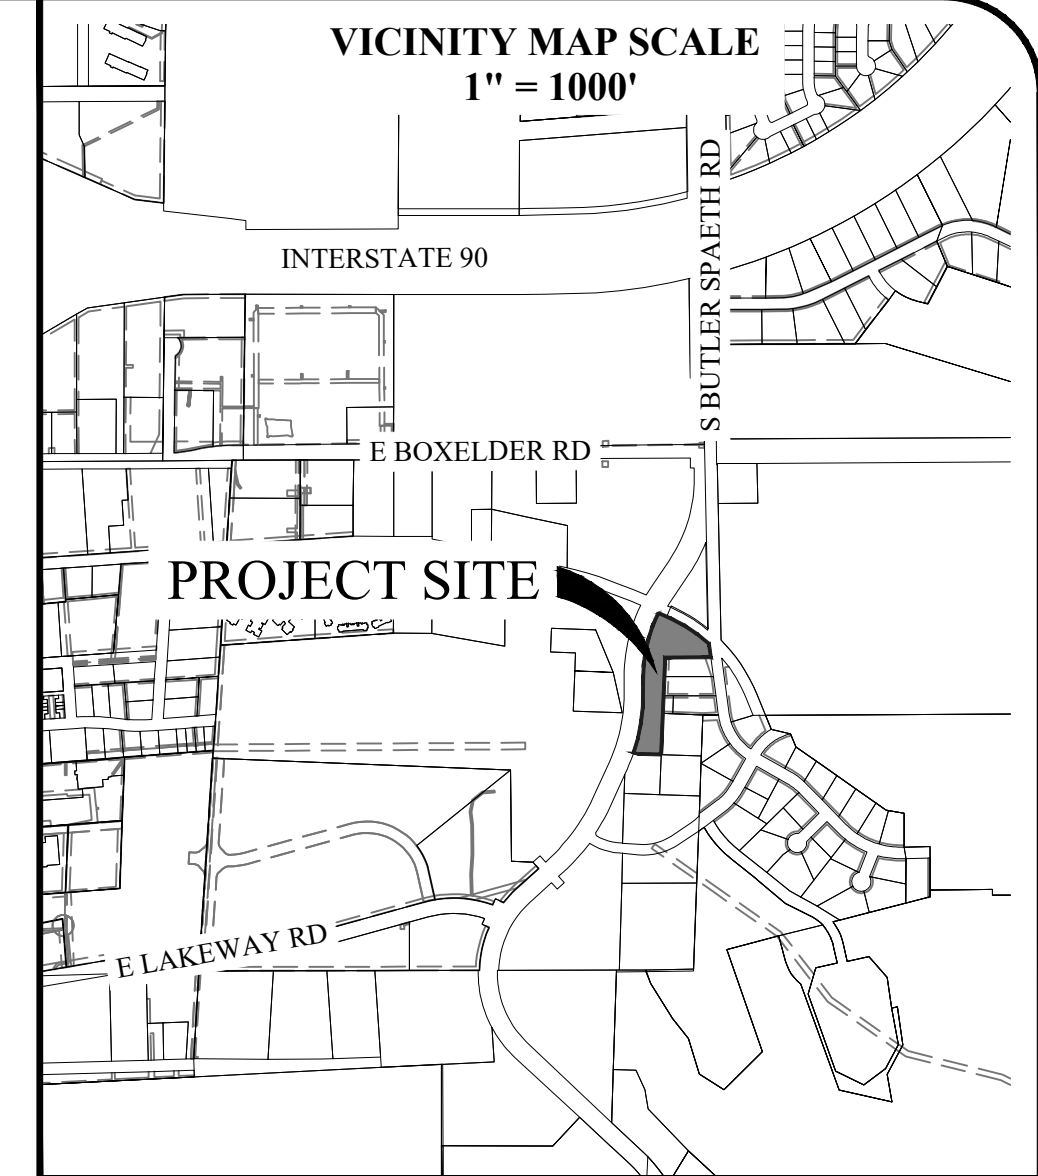 VICINITY MAP SCALE
1" = 1000'
S BUTLER SPAETH RD
INTERSTATE 90
E BOXELDER RD
PROJECT SITE
E LAKEWAY RD